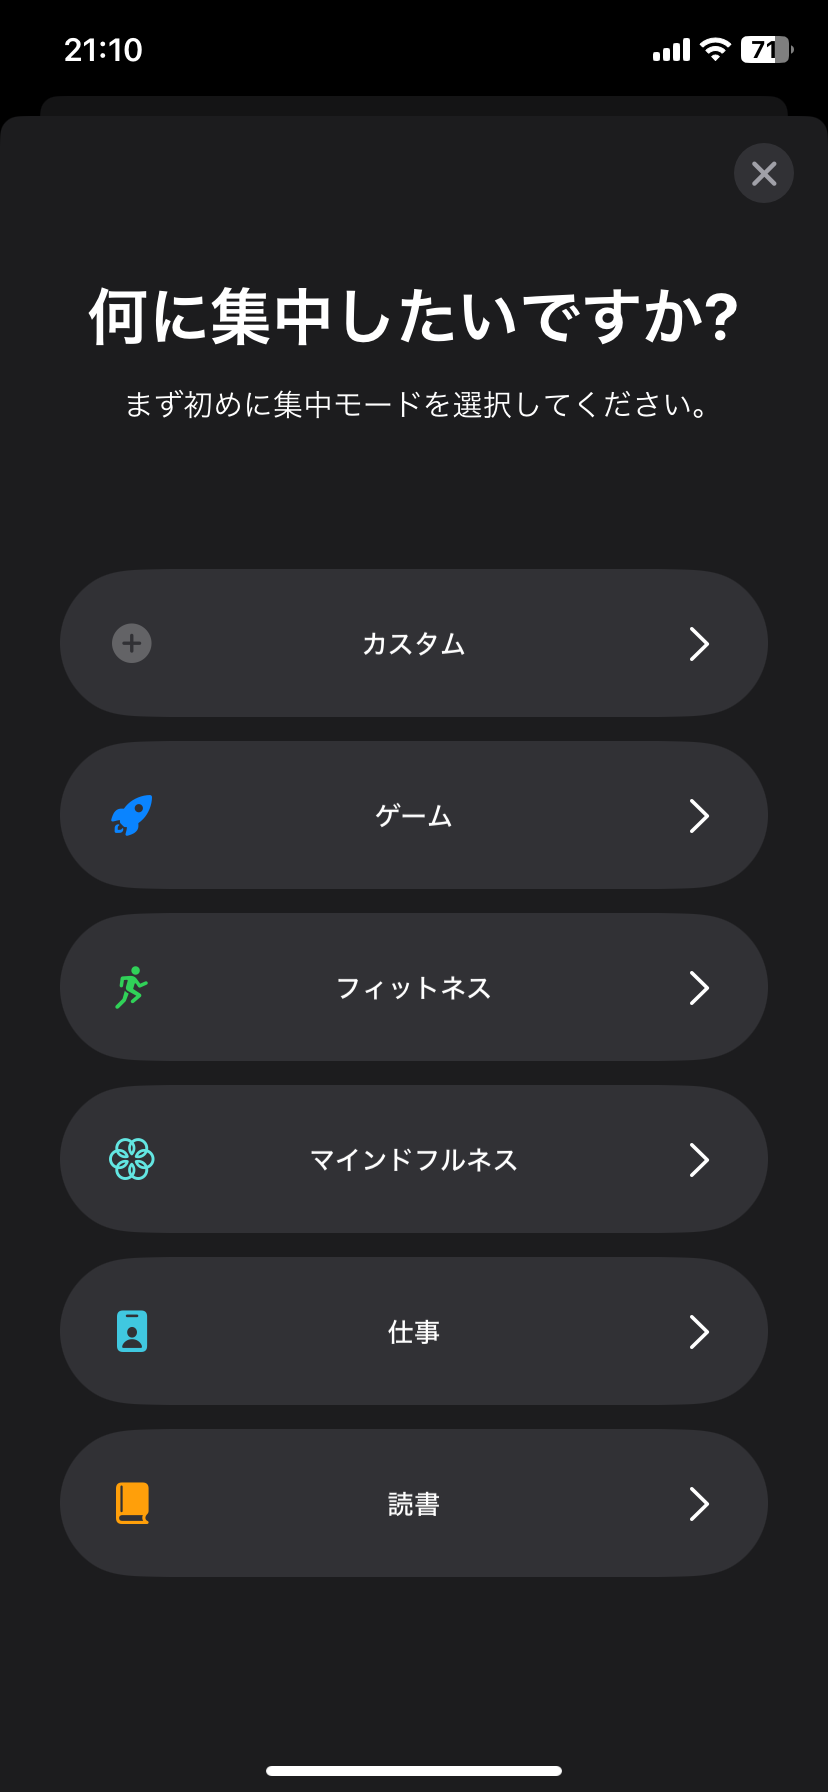 21:10
71
何に集中したいですか?
まず初めに集中モードを選択してください。
カスタム
ゲーム
フィットネス
マインドフルネス
仕事
読書